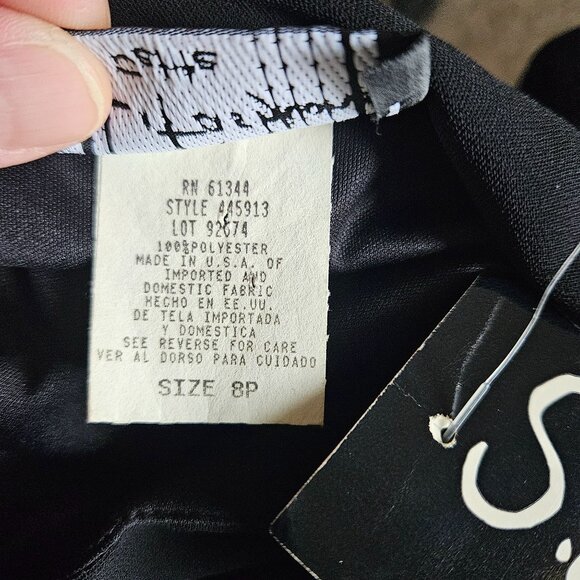 RN 61344
STYLE 445913
LOT 92674
100%POLYESTER
MADE IN U.S.A. OF
IMPORTED AND
DOMESTIC FABRIC
HECHO EN EE.UU.
DE TELA IMPORTADA
Y DOMESTICA
SEE REVERSE FOR CARE
VER AL DORSO PARA CUIDADO
SIZE 8P
S